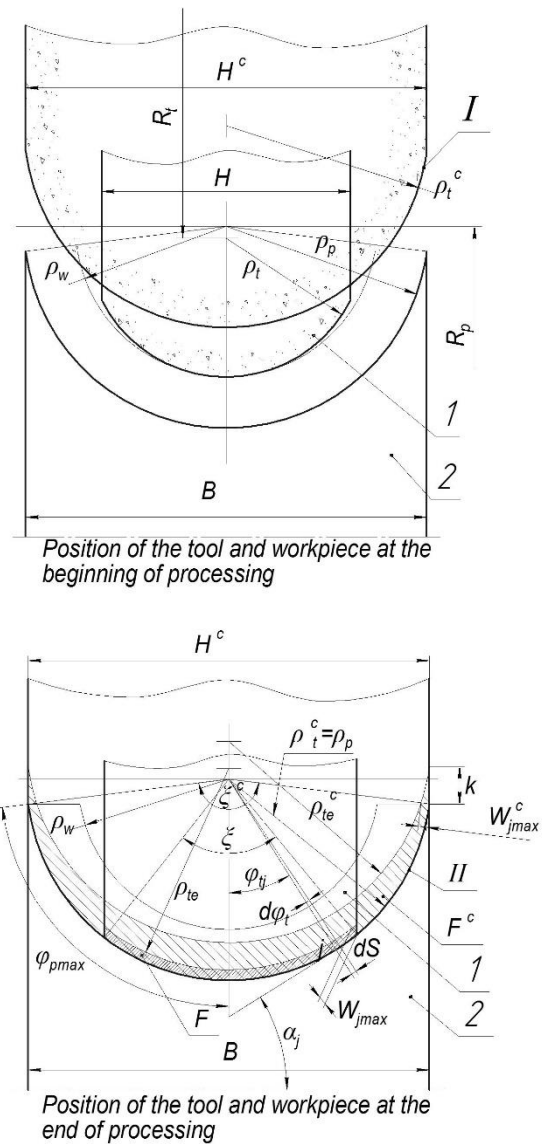 H^c
R_t
I
H
ρ_t^c
ρ_w
ρ_t
ρ_p
R_p
1
2
B
Position of the tool and workpiece at the
beginning of processing
H^c
ρ_t^c=ρ_p
k
ξ^c
ρ_w
ρ_te^c
W_jmax^c
ξ
ρ_te
φ_tj
II
dφ_t
F^c
φ_pmax
j
dS
1
F
W_jmax
2
α_j
B
Position of the tool and workpiece at the
end of processing